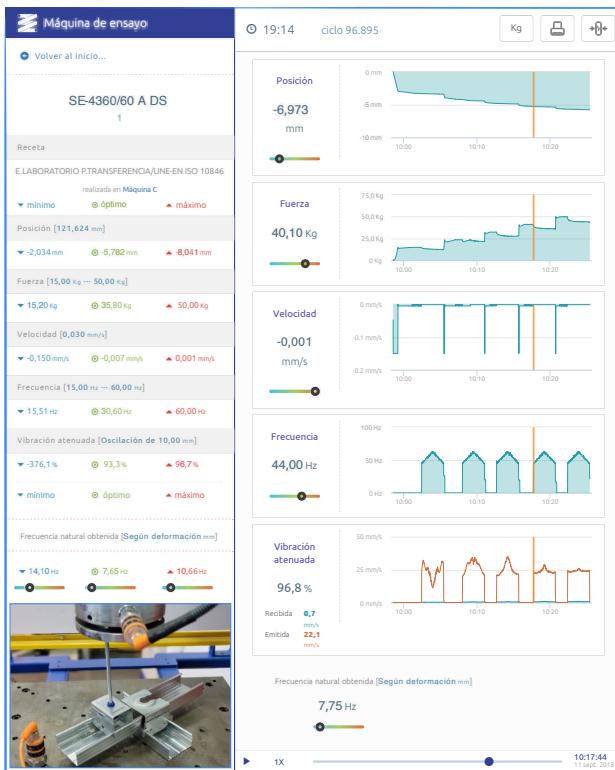 Máquina de ensayo
Volver al inicio...
SE-4360/60 A DS
1
Receta
E.LABORATORIO P.TRANSFERENCIA/UNE-EN ISO 10846
realizada en Máquina C
mínimo óptimo máximo
Posición [121,624 mm]
-2,034 mm -5,782 mm -8,041 mm
Fuerza [15,00 Kg --- 50,00 Kg]
15,20 Kg 35,80 Kg 50,00 Kg
Velocidad [0,030 mm/s]
-0,150 mm/s -0,007 mm/s 0,001 mm/s
Frecuencia [15,00 Hz --- 60,00 Hz]
15,51 Hz 30,60 Hz 60,00 Hz
Vibración atenuada [Oscilación de 10,00 mm]
-376,1 % 93,3 % 96,7 %
mínimo óptimo máximo
Frecuencia natural obtenida [Según deformación mm]
14,10 Hz 7,65 Hz 10,66 Hz
19:14 ciclo 96.895 Kg
Posición
-6,973
mm
0 mm
-5 mm
-10 mm
10:00 10:10 10:20
Fuerza
40,10 Kg
75,0 Kg
50,0 Kg
25,0 Kg
0 Kg
10:00 10:10 10:20
Velocidad
-0,001
mm/s
0 mm/s
-0.1 mm/s
-0.2 mm/s
10:00 10:10 10:20
Frecuencia
44,00 Hz
100 Hz
50 Hz
0 Hz
10:00 10:10 10:20
Vibración
atenuada
96,8 %
Recibida 0,7
mm/s
Emitida 22,1
mm/s
50 mm/s
25 mm/s
0 mm/s
10:00 10:10 10:20
Frecuencia natural obtenida [Según deformación mm]
7,75 Hz
1X
10:17:44
11 sept. 2018